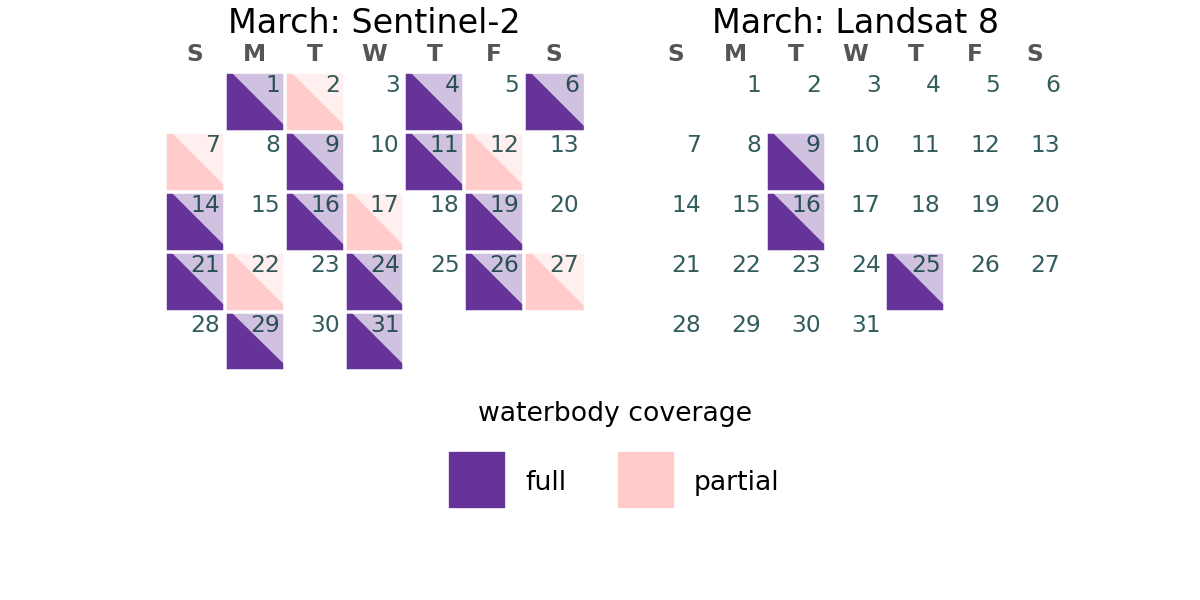 March: Sentinel-2
S M T W T F S
1 2 3 4 5 6
7 8 9 10 11 12 13
14 15 16 17 18 19 20
21 22 23 24 25 26 27
28 29 30 31
March: Landsat 8
S M T W T F S
1 2 3 4 5 6
7 8 9 10 11 12 13
14 15 16 17 18 19 20
21 22 23 24 25 26 27
28 29 30 31
waterbody coverage
full partial